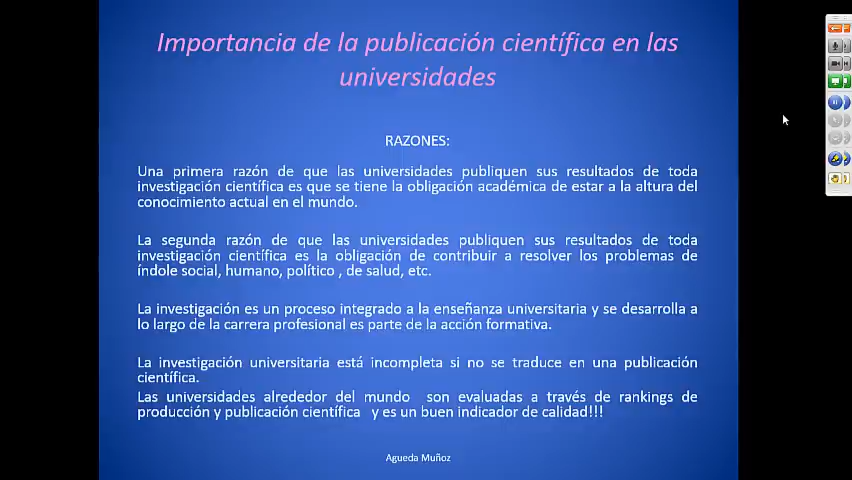 Importancia de la publicación científica en las
universidades
RAZONES:
Una primera razón de que las universidades publiquen sus resultados de toda
investigación científica es que se tiene la obligación académica de estar a la altura del
conocimiento actual en el mundo.
La segunda razón de que las universidades publiquen sus resultados de toda
investigación científica es la obligación de contribuir a resolver los problemas de
índole social, humano, político , de salud, etc.
La investigación es un proceso integrado a la enseñanza universitaria y se desarrolla a
lo largo de la carrera profesional es parte de la acción formativa.
La investigación universitaria está incompleta si no se traduce en una publicación
científica.
Las universidades alrededor del mundo son evaluadas a través de rankings de
producción y publicación científica y es un buen indicador de calidad!!!
Agueda Muñoz